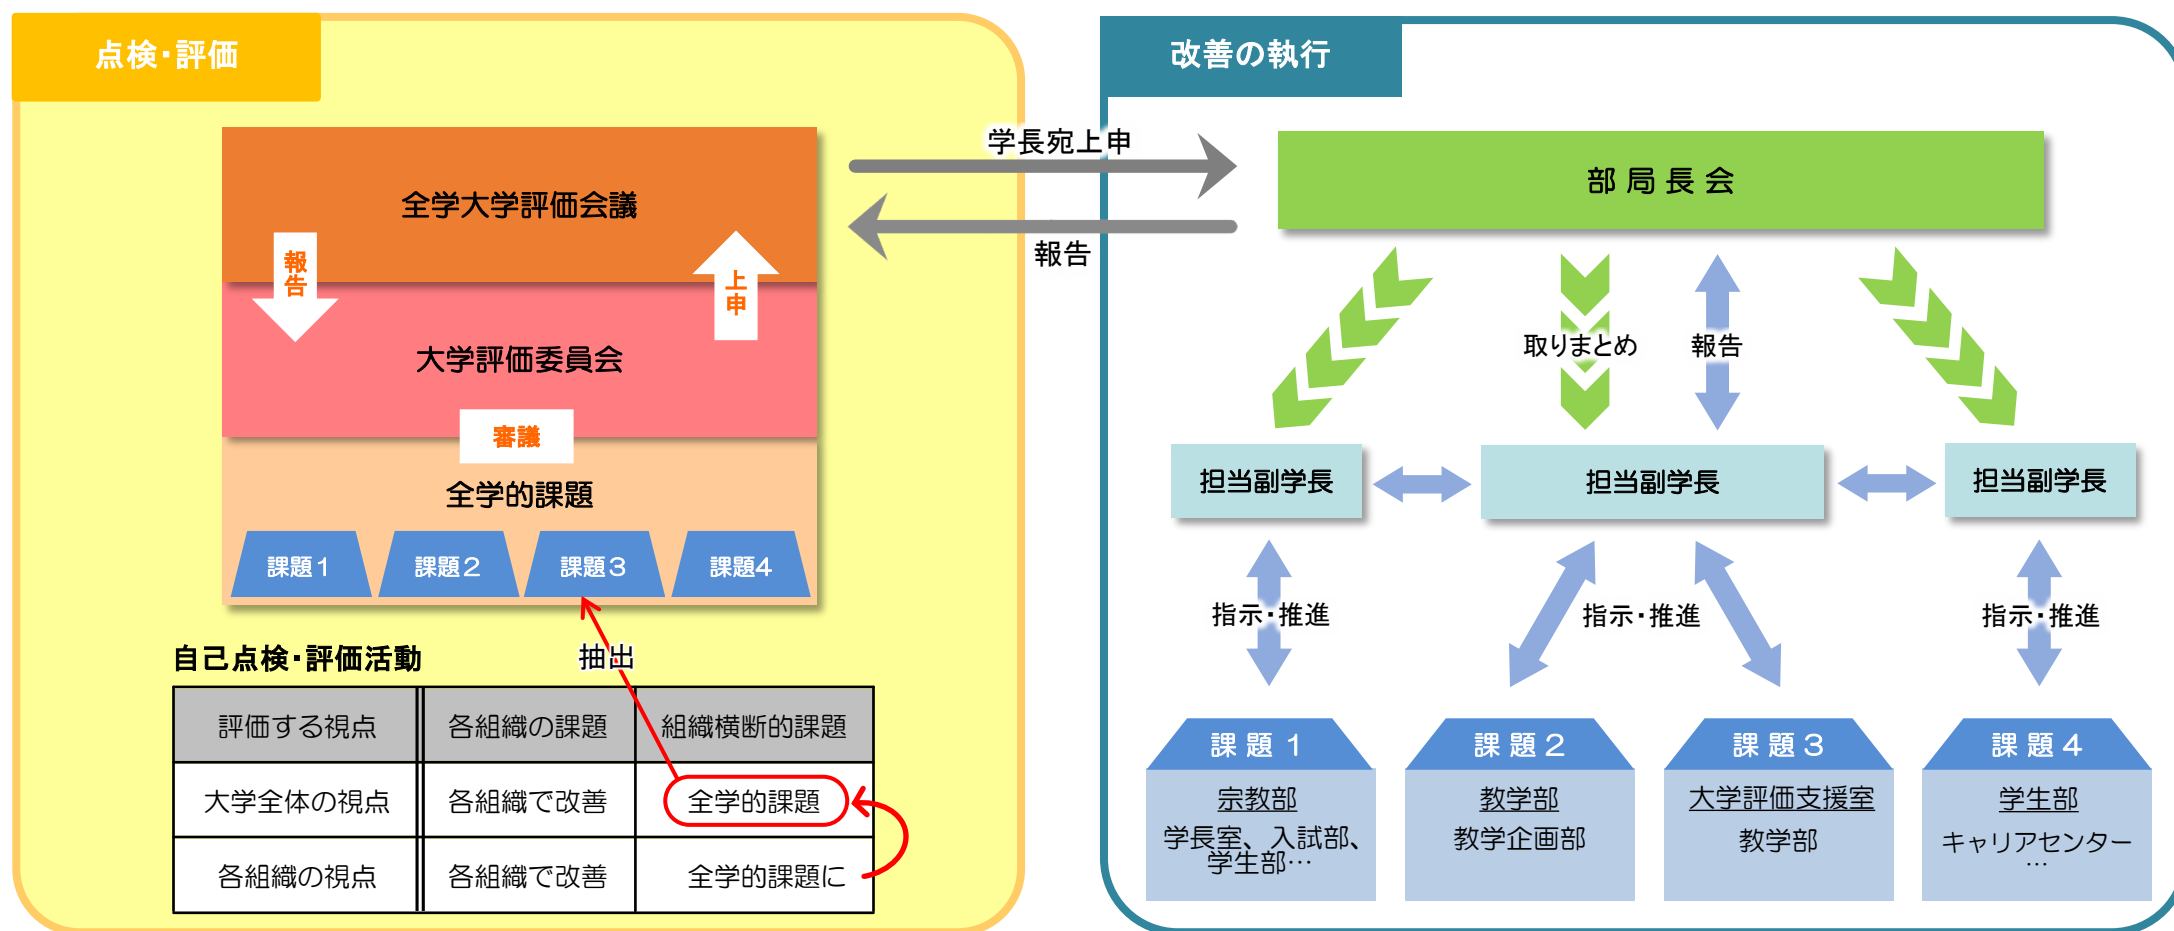 点検・評価
全学大学評価会議
報告
上申
大学評価委員会
審議
全学的課題
課題1
課題2
課題3
課題4
抽出
自己点検・評価活動
評価する視点
各組織の課題
組織横断的課題
大学全体の視点
各組織で改善
全学的課題
各組織の視点
各組織で改善
全学的課題に
学長宛上申
報告
改善の執行
部局長会
取りまとめ
報告
担当副学長
担当副学長
担当副学長
指示・推進
指示・推進
指示・推進
課題1
宗教部
学長室、入試部、
学生部…
課題2
教学部
教学企画部
課題3
大学評価支援室
教学部
課題4
学生部
キャリアセンター
…